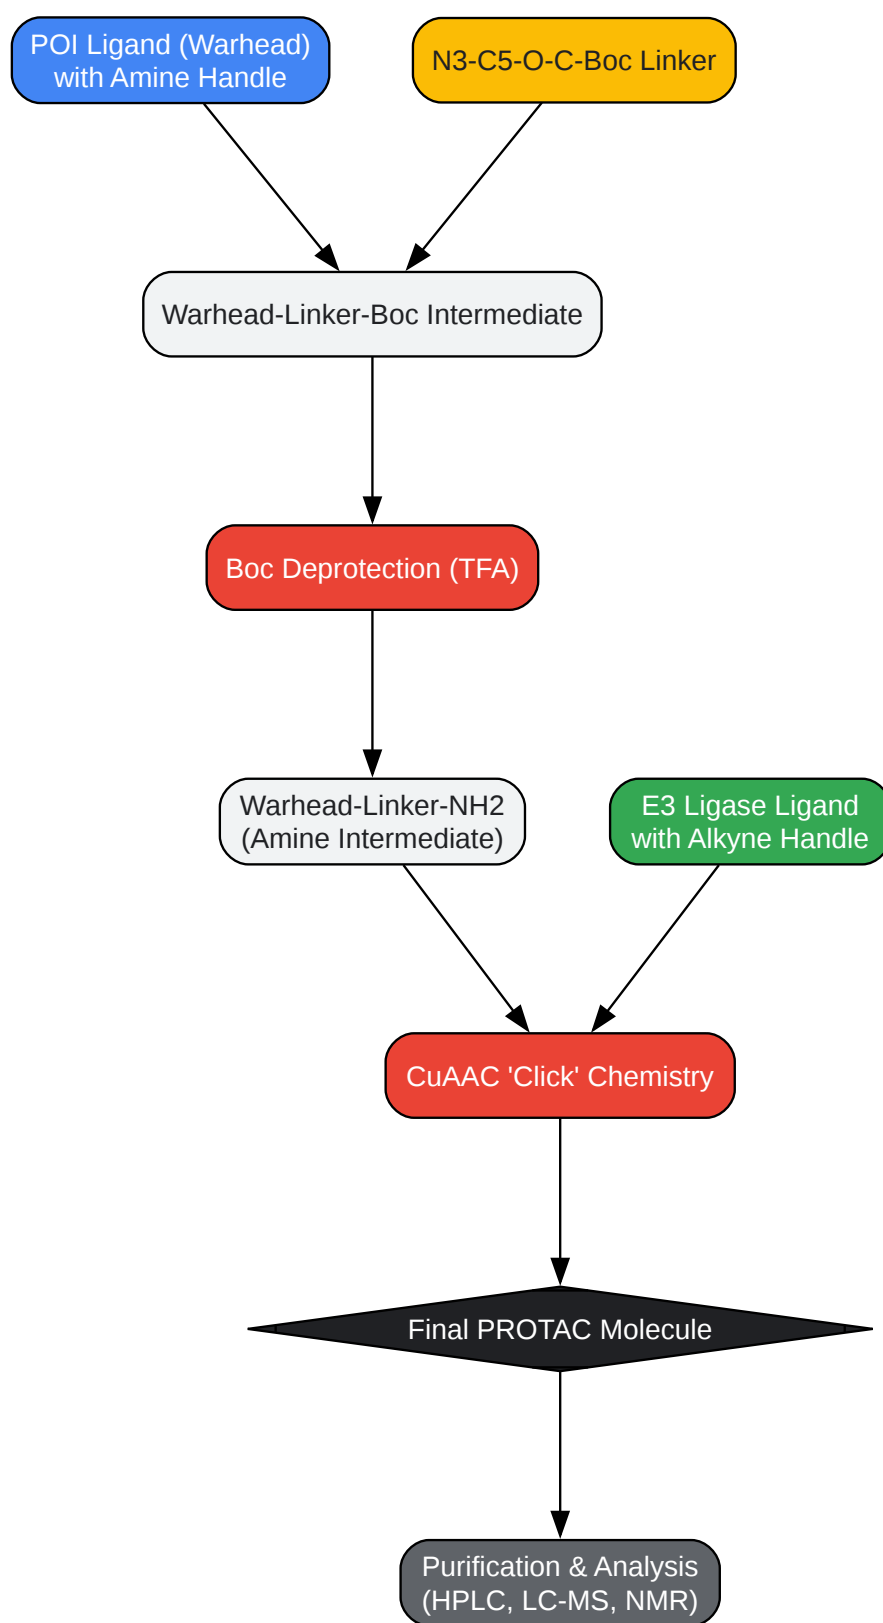 POI Ligand (Warhead)
with Amine Handle
N3-C5-O-C-Boc Linker
Warhead-Linker-Boc Intermediate
Boc Deprotection (TFA)
Warhead-Linker-NH2
(Amine Intermediate)
E3 Ligase Ligand
with Alkyne Handle
CuAAC 'Click' Chemistry
Final PROTAC Molecule
Purification & Analysis
(HPLC, LC-MS, NMR)